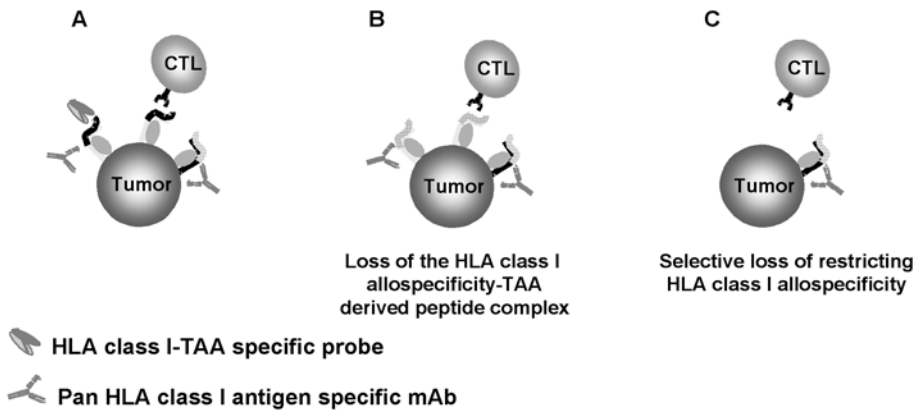 A
B
C
CTL
CTL
CTL
Tumor
Tumor
Tumor
Loss of the HLA class I
allospecificity-TAA
derived peptide complex
Selective loss of restricting
HLA class I allospecificity
HLA class I-TAA specific probe
Pan HLA class I antigen specific mAb